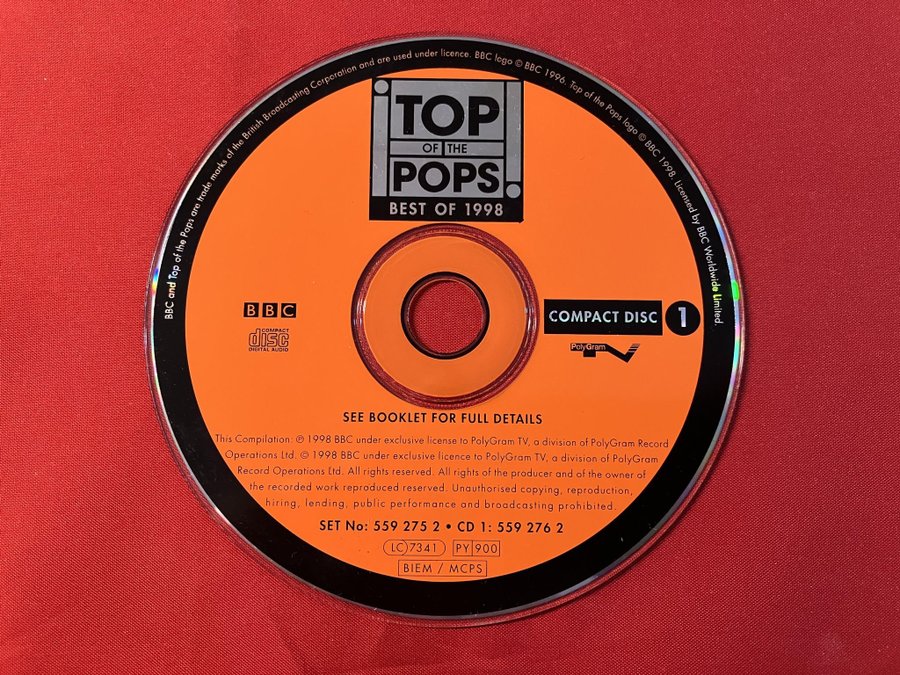 BBC and Top of the Pops are trade marks of the British Broadcasting Corporation and are used under licence. BBC logo © BBC 1996. Top of the Pops logo © BBC 1998. Licensed by BBC Worldwide Limited.
TOP
OF THE
POPS
BEST OF 1998
BBC
COMPACT
disc
DIGITAL AUDIO
COMPACT DISC 1
PolyGram TV
SEE BOOKLET FOR FULL DETAILS
This Compilation: ℗ 1998 BBC under exclusive license to PolyGram TV, a division of PolyGram Record
Operations Ltd. © 1998 BBC under exclusive licence to PolyGram TV, a division of PolyGram
Record Operations Ltd. All rights reserved. All rights of the producer and of the owner of
the recorded work reproduced reserved. Unauthorised copying, reproduction,
hiring, lending, public performance and broadcasting prohibited.
SET No: 559 275 2 • CD 1: 559 276 2
LC 7341 PY 900
BIEM / MCPS